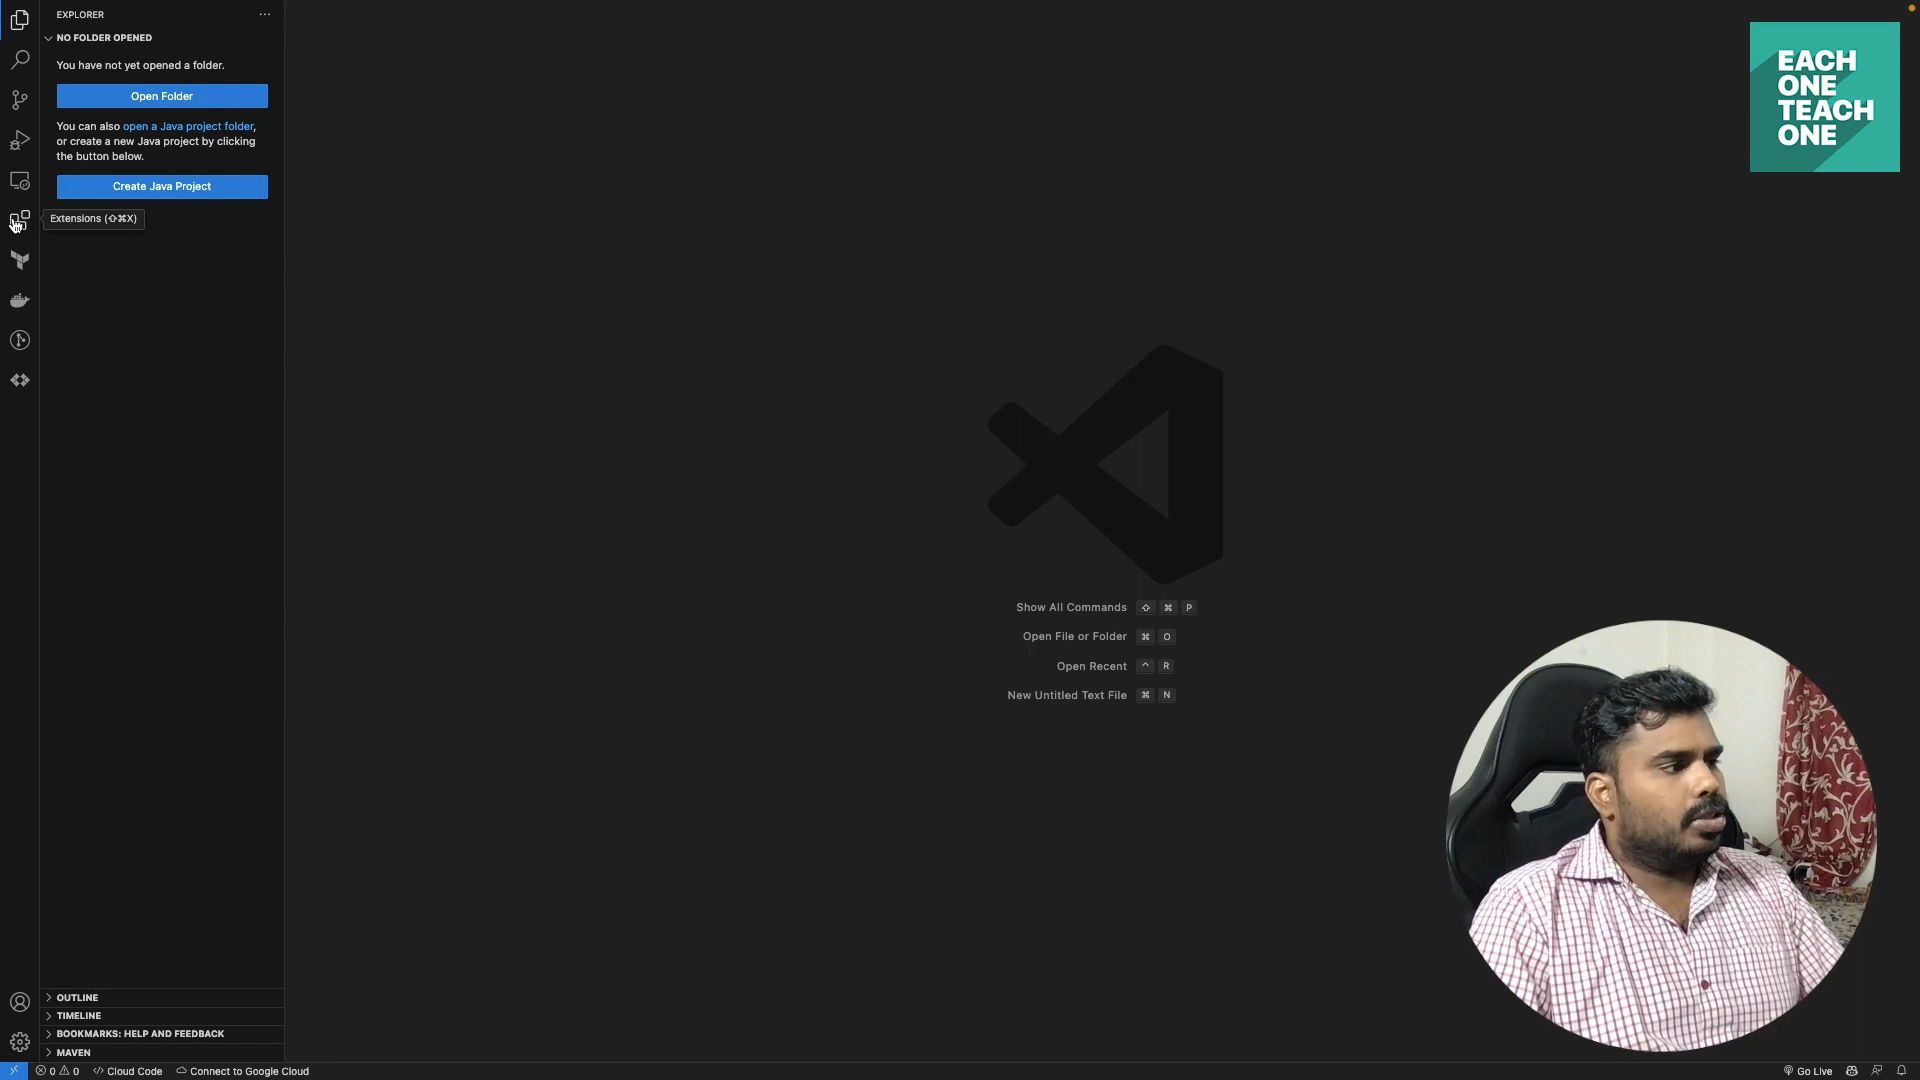 EXPLORER
NO FOLDER OPENED
You have not yet opened a folder.
Open Folder
You can also open a Java project folder,
or create a new Java project by clicking
the button below.
Create Java Project
Extensions (⇧⌘X)
EACH
ONE
TEACH
ONE
Show All Commands ⇧ ⌘ P
Open File or Folder ⌘ O
Open Recent ^ R
New Untitled Text File ⌘ N
OUTLINE
TIMELINE
BOOKMARKS: HELP AND FEEDBACK
MAVEN
0 0 Cloud Code Connect to Google Cloud
Go Live